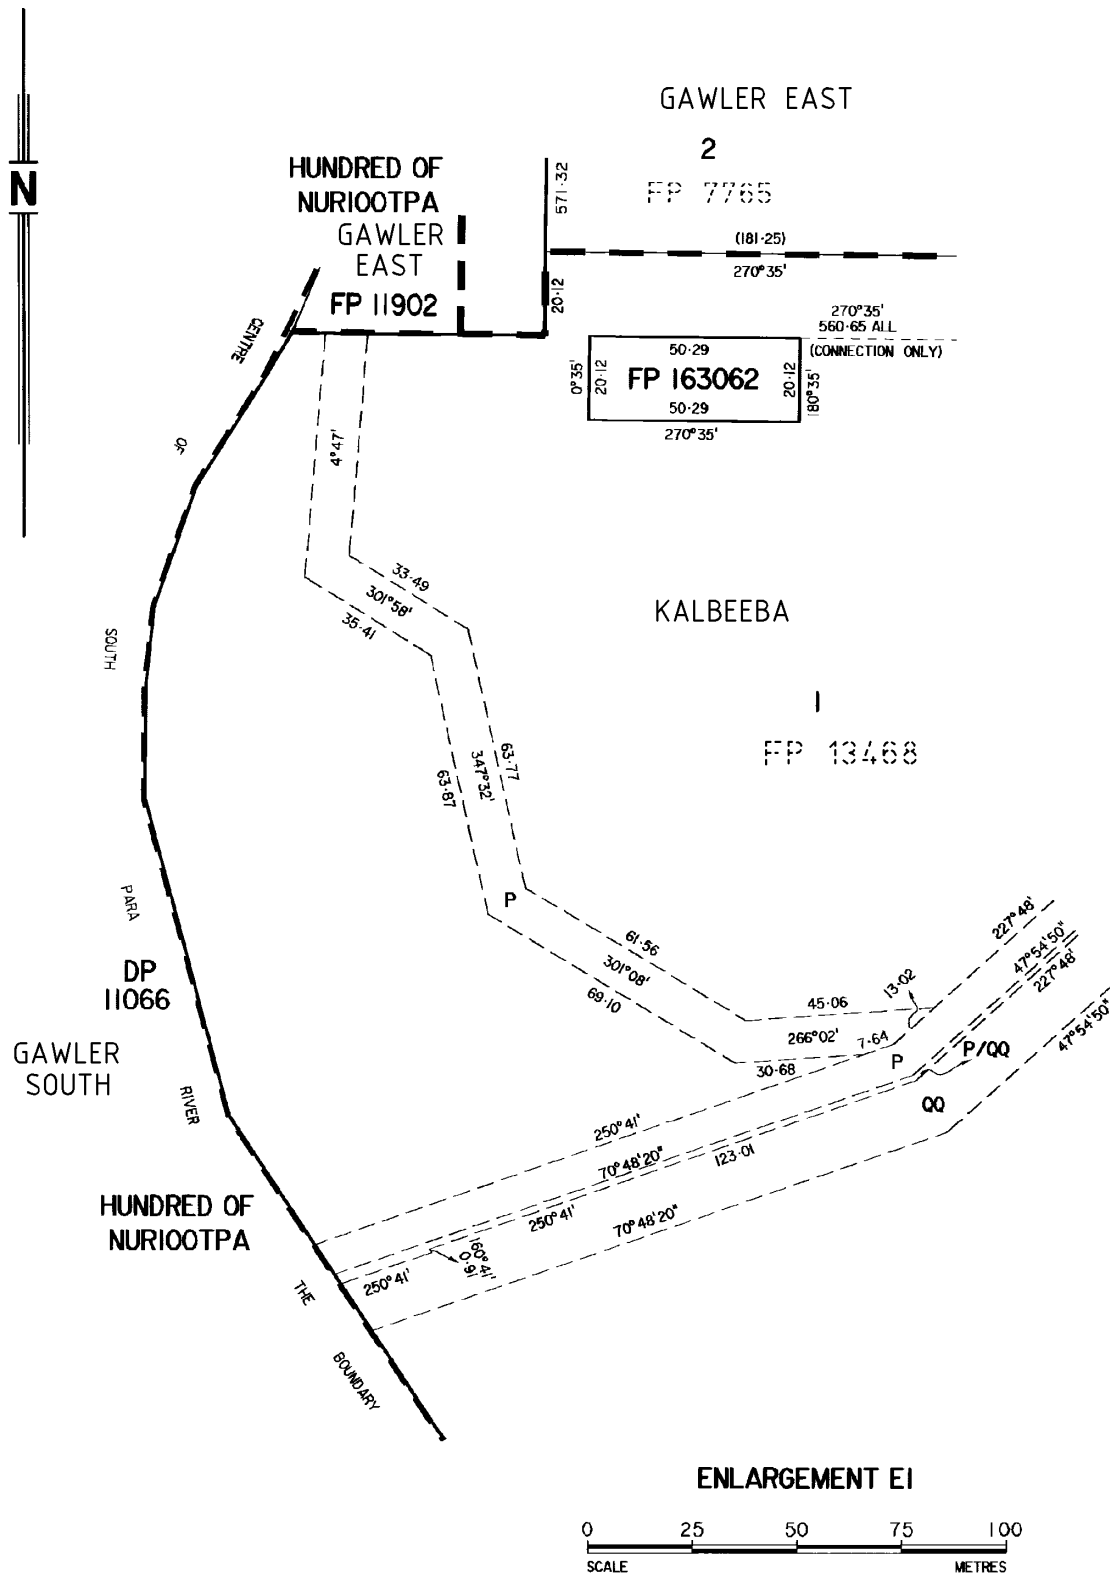 GAWLER EAST
2
FP 7765
HUNDRED OF
NURIOOTPA
GAWLER
EAST
FP 11902
N
571·32
20·12
(181·25)
270°35'
270°35'
560·65 ALL
(CONNECTION ONLY)
50·29
0°35'
20·12
FP 163062
20·12
180°35'
50·29
270°35'
CENTRE
OF
SOUTH
PARA
RIVER
THE
BOUNDARY
4°47'
33·49
301°58'
35·41
KALBEEBA
1
FP 13468
63·77
347°32'
63·87
P
61·56
301°08'
69·10
45·06
266°02'
30·68
7·64
13·02
227°48'
47°54'50"
227°48'
47°54'50"
P
P/QQ
QQ
DP
11066
GAWLER
SOUTH
250°41'
70°48'20"
123·01
250°41'
70°48'20"
160°41'
0·91
250°41'
HUNDRED OF
NURIOOTPA
ENLARGEMENT E1
0 25 50 75 100
SCALE METRES